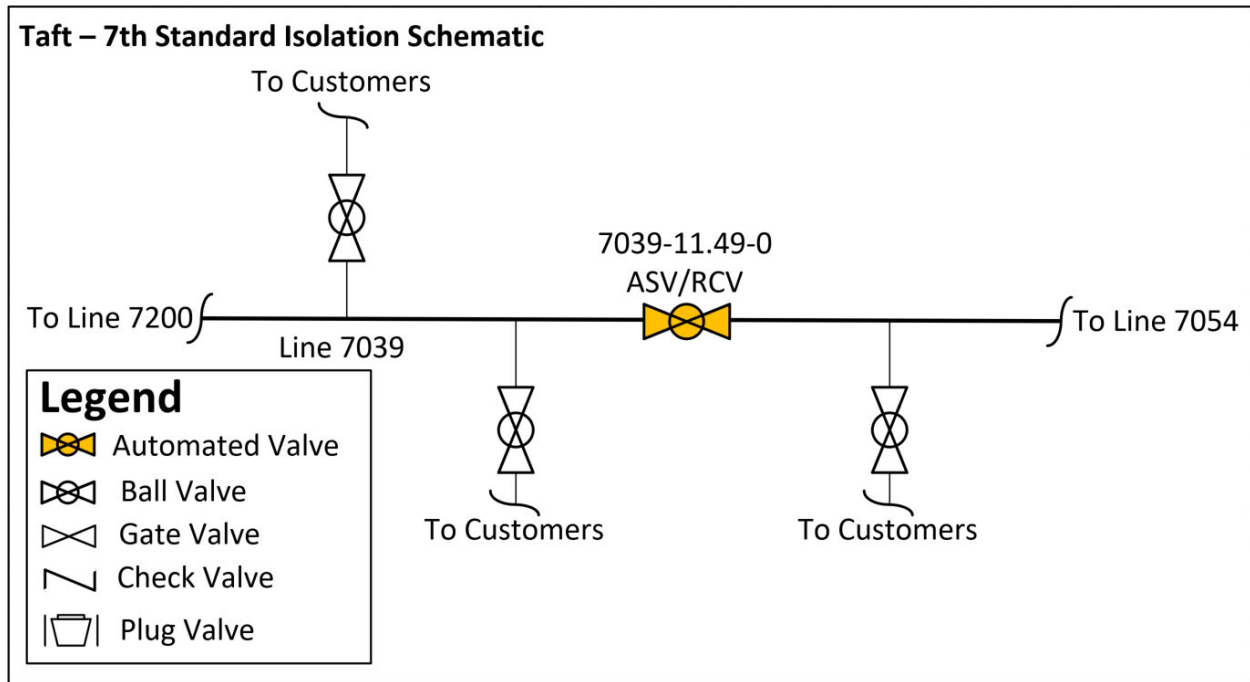 Taft – 7th Standard Isolation Schematic
To Customers
7039-11.49-0
ASV/RCV
To Line 7200
To Line 7054
Line 7039
To Customers
To Customers
Legend
Automated Valve
Ball Valve
Gate Valve
Check Valve
Plug Valve